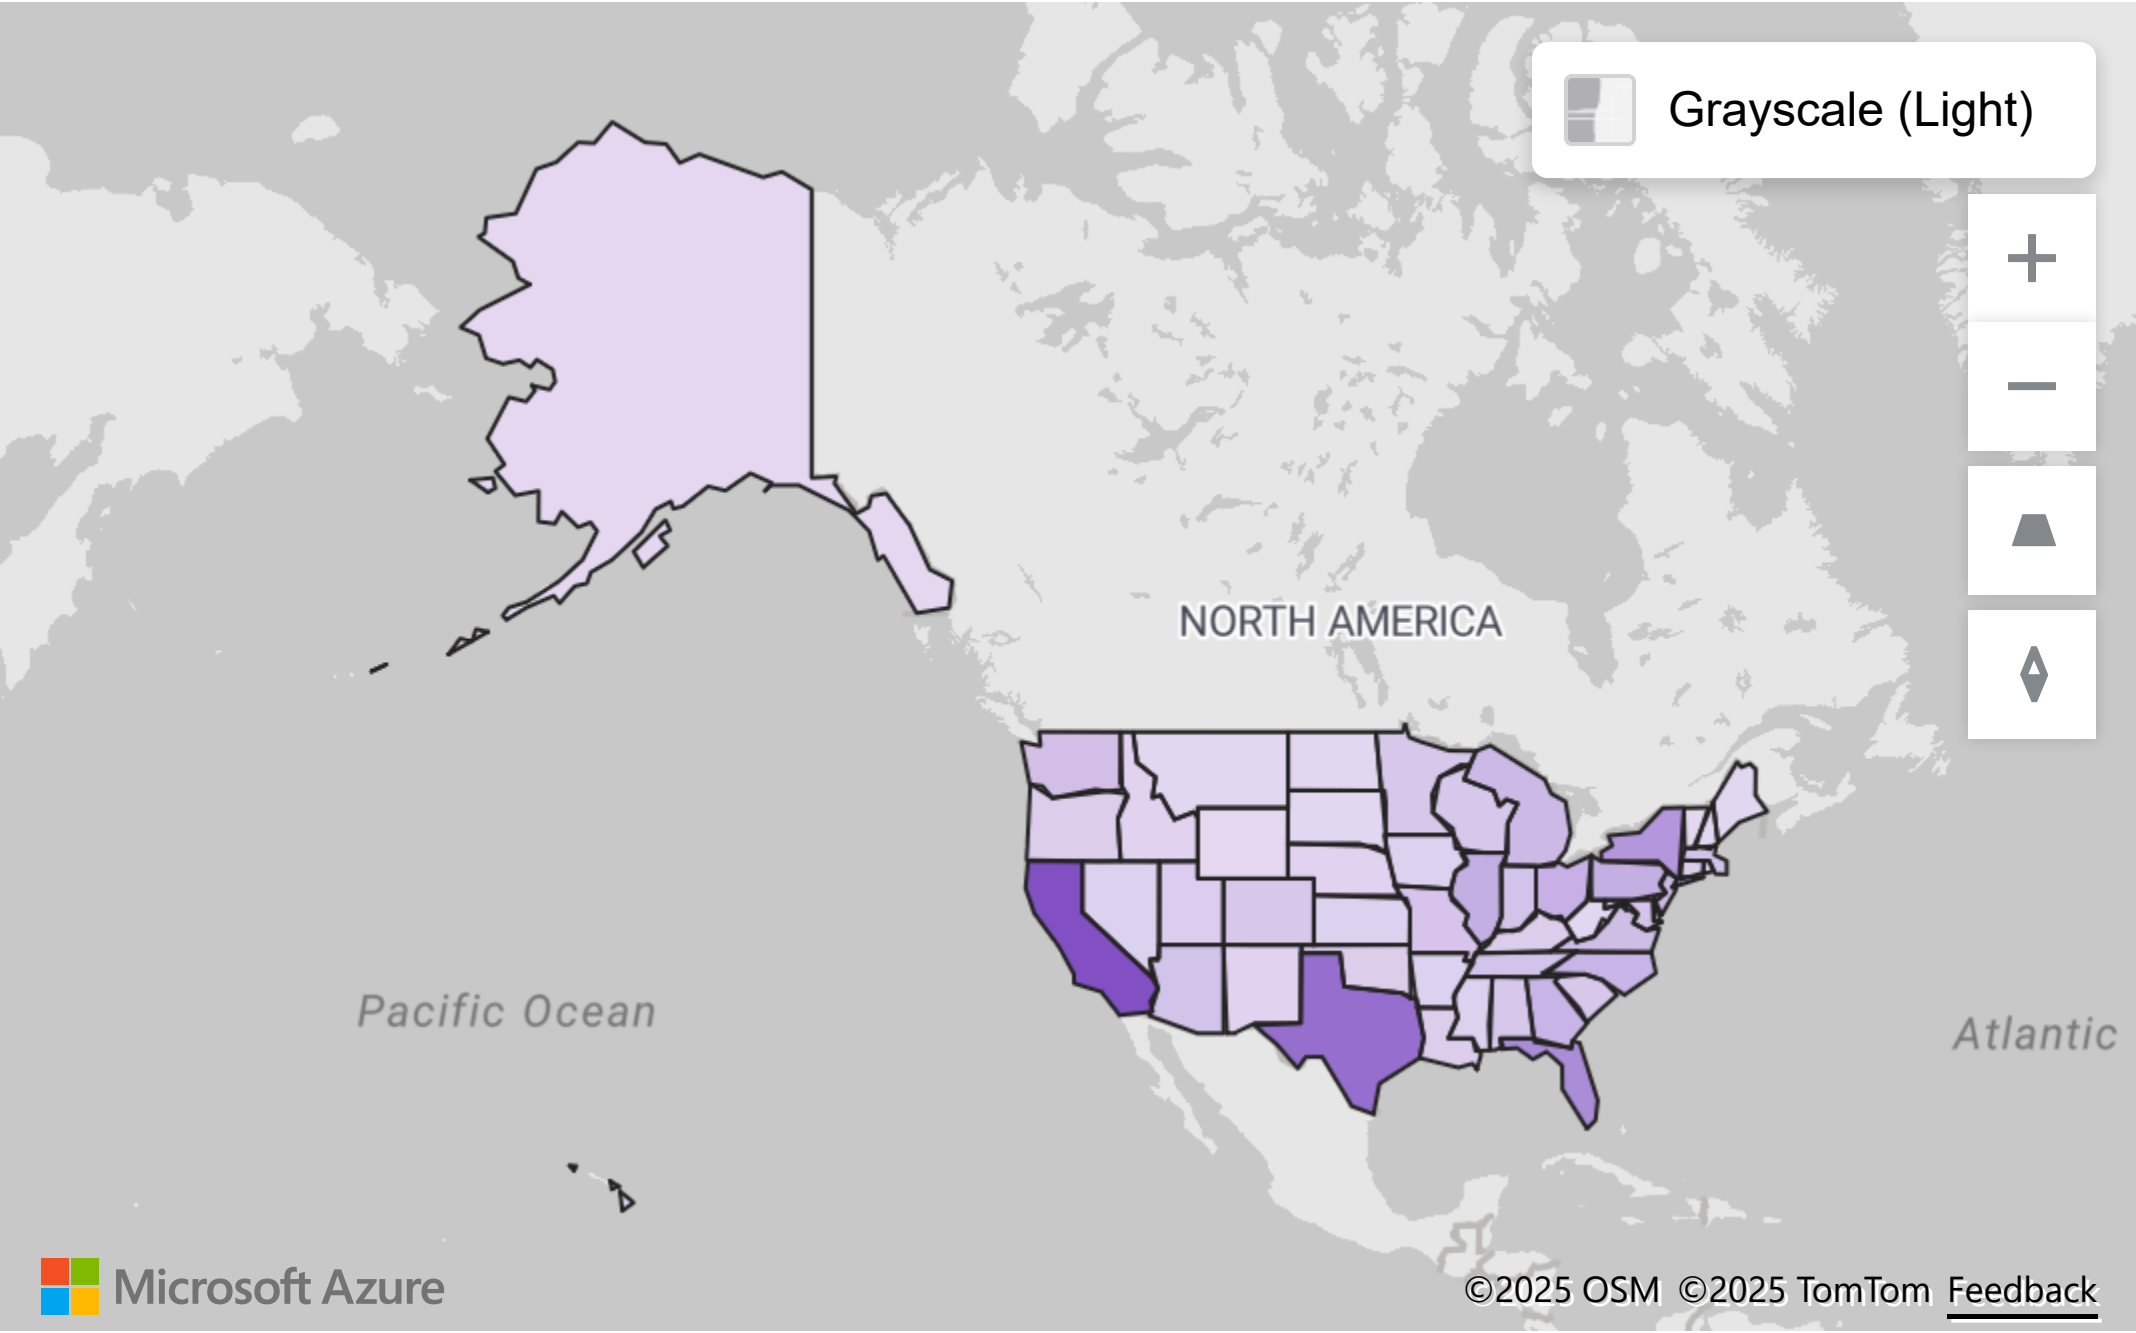 Grayscale (Light)
NORTH AMERICA
Pacific Ocean
Atlantic
Microsoft Azure
©2025 OSM ©2025 TomTom Feedback